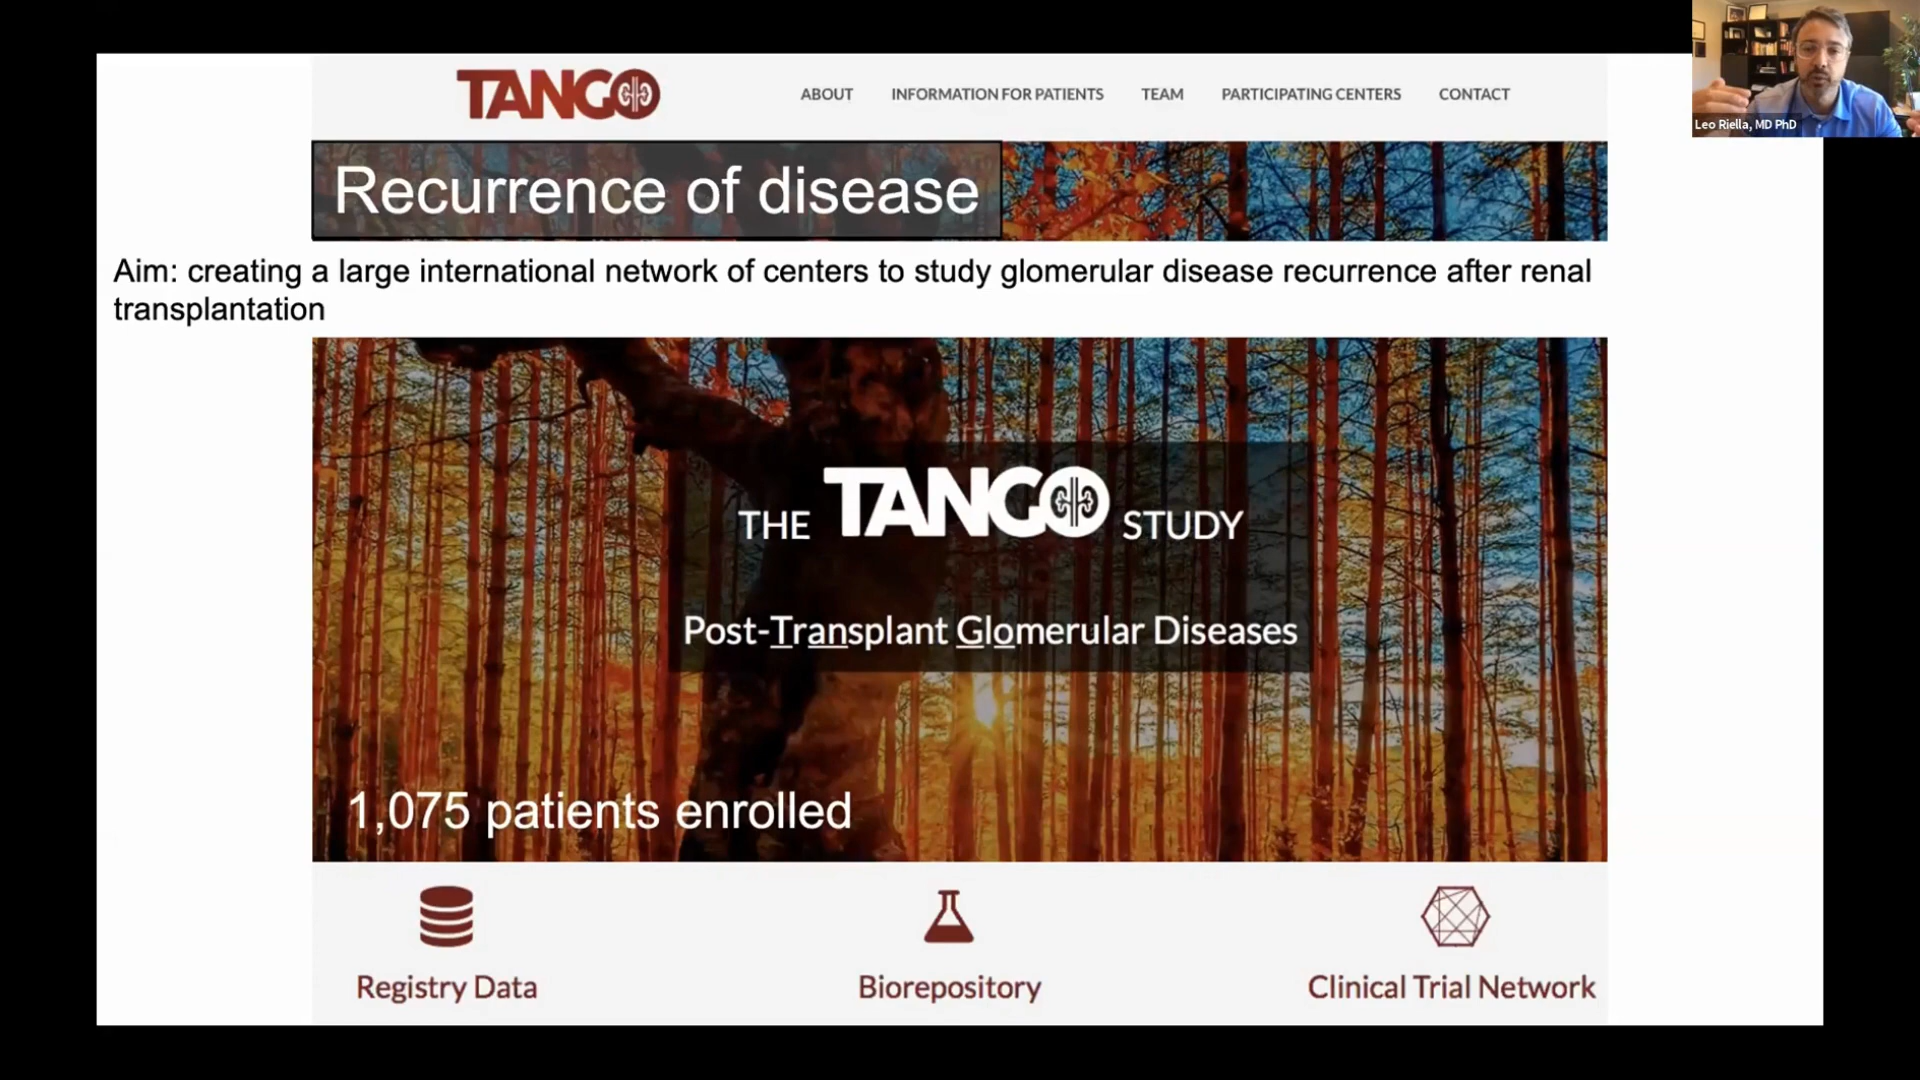 TANGO
ABOUT INFORMATION FOR PATIENTS TEAM PARTICIPATING CENTERS CONTACT
Leo Riella, MD PhD
Recurrence of disease
Aim: creating a large international network of centers to study glomerular disease recurrence after renal
transplantation
THE TANGO STUDY
Post-Transplant Glomerular Diseases
1,075 patients enrolled
Registry Data
Biorepository
Clinical Trial Network